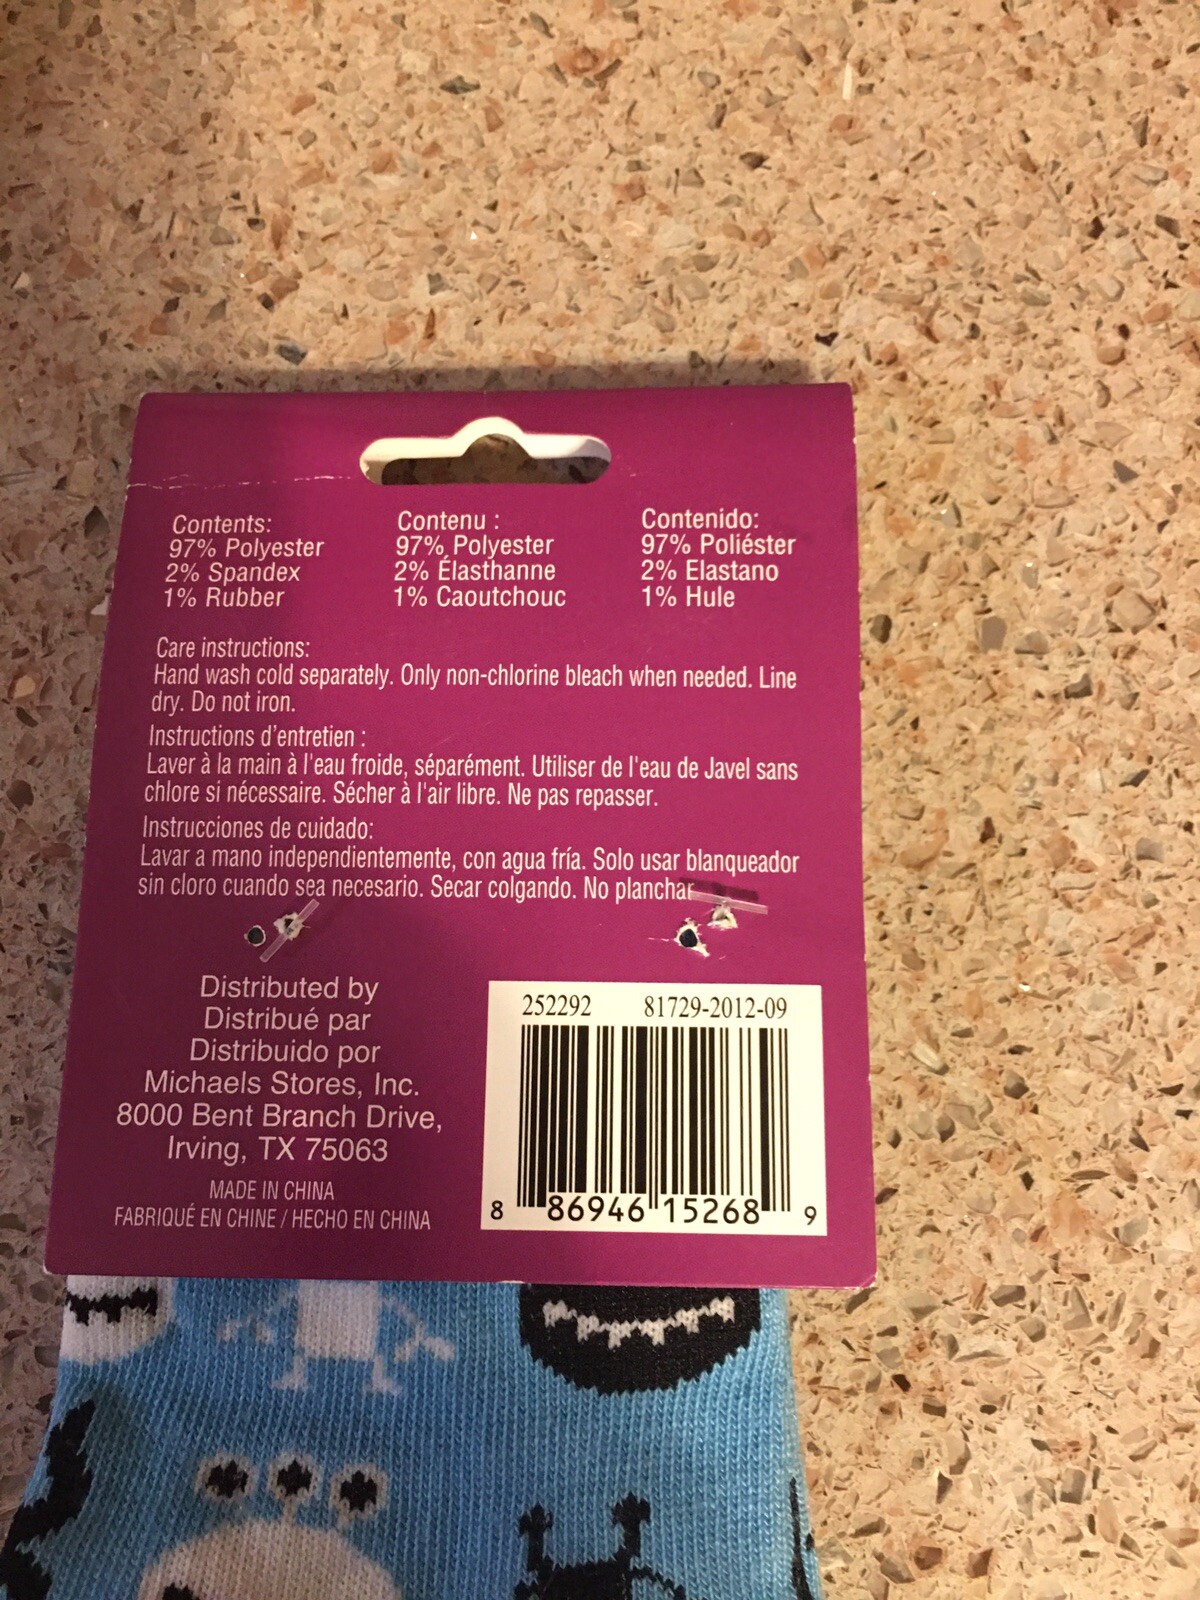 Contents:
97% Polyester
2% Spandex
1% Rubber
Contenu :
97% Polyester
2% Élasthanne
1% Caoutchouc
Contenido:
97% Poliéster
2% Elastano
1% Hule
Care instructions:
Hand wash cold separately. Only non-chlorine bleach when needed. Line
dry. Do not iron.
Instructions d'entretien :
Laver à la main à l'eau froide, séparément. Utiliser de l'eau de Javel sans
chlore si nécessaire. Sécher à l'air libre. Ne pas repasser.
Instrucciones de cuidado:
Lavar a mano independientemente, con agua fría. Solo usar blanqueador
sin cloro cuando sea necesario. Secar colgando. No planchar
Distributed by
Distribué par
Distribuido por
Michaels Stores, Inc.
8000 Bent Branch Drive,
Irving, TX 75063
MADE IN CHINA
FABRIQUÉ EN CHINE / HECHO EN CHINA
252292 81729-2012-09
8 86946 15268 9